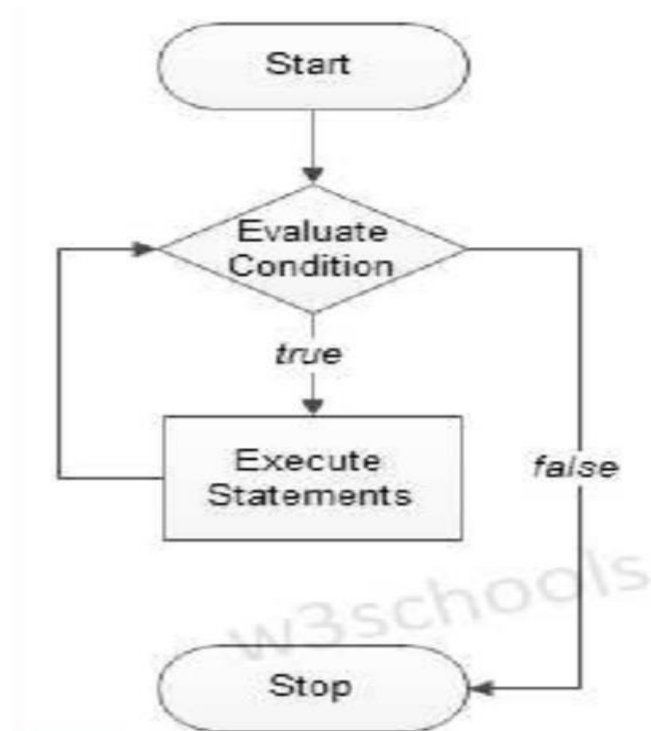 Start
Evaluate
Condition
true
Execute
Statements
false
w3schools
Stop